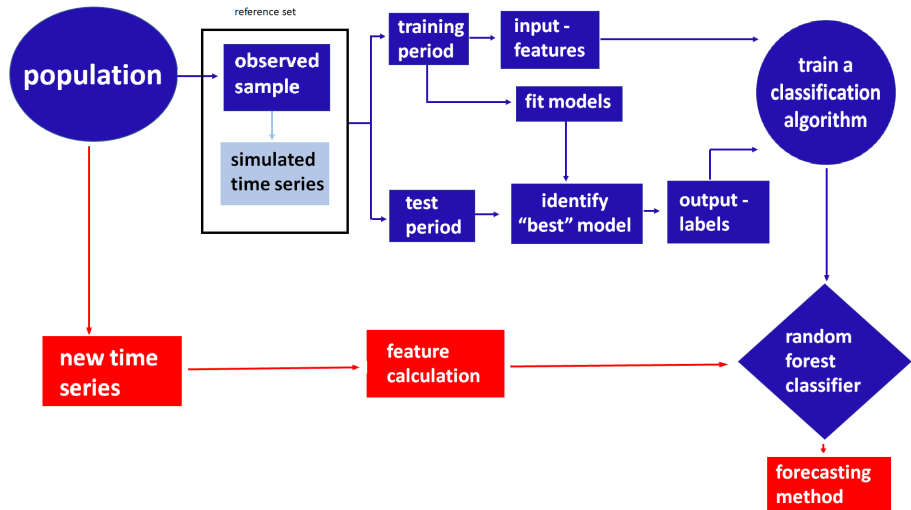 reference set
population
observed
sample
simulated
time series
training
period
input -
features
fit models
test
period
identify
“best” model
output -
labels
train a
classification
algorithm
new time
series
feature
calculation
random
forest
classifier
forecasting
method